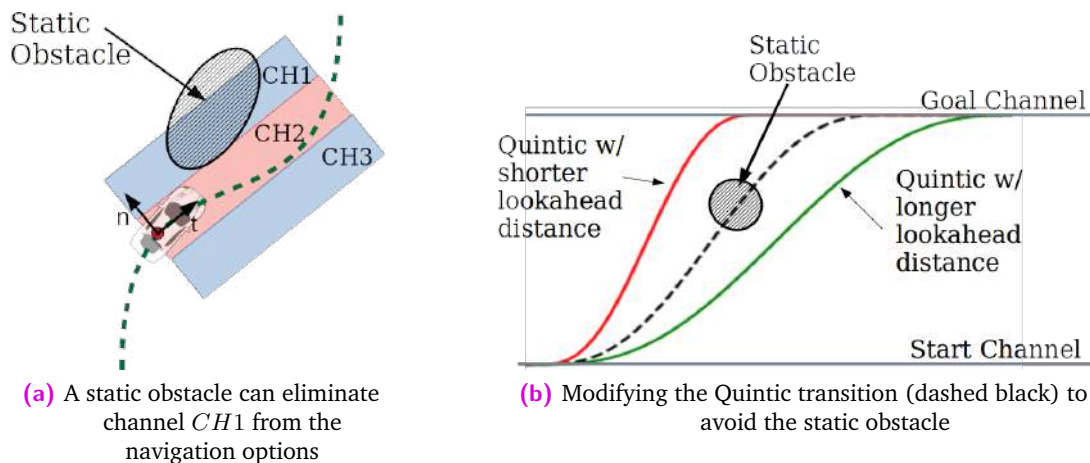 Static
Obstacle
CH1
CH2
CH3
n
t
(a) A static obstacle can eliminate
channel CH1 from the
navigation options
Static
Obstacle
Goal Channel
Quintic w/
shorter
lookahead
distance
Quintic w/
longer
lookahead
distance
Start Channel
(b) Modifying the Quintic transition (dashed black) to
avoid the static obstacle